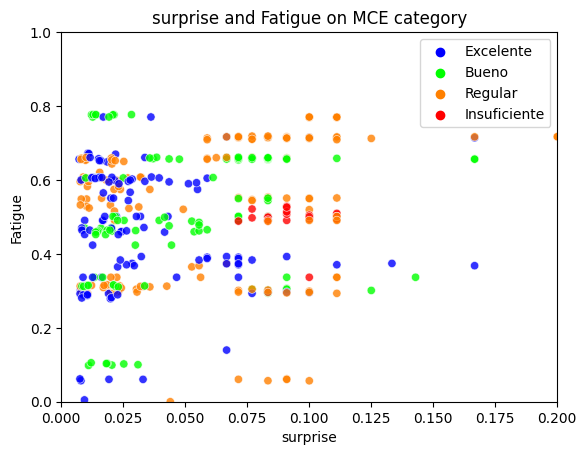 surprise and Fatigue on MCE category
1.0
0.8
0.6
0.4
0.2
0.0
Fatigue
Excelente
Bueno
Regular
Insuficiente
0.000 0.025 0.050 0.075 0.100 0.125 0.150 0.175 0.200
surprise